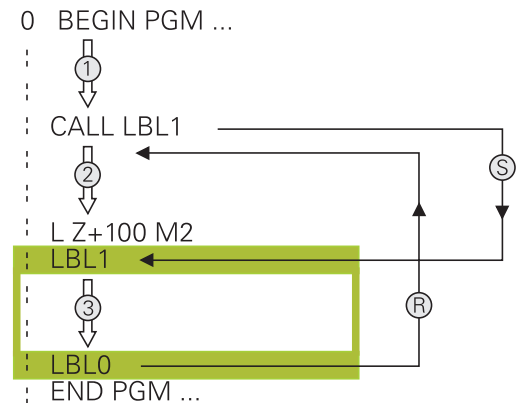 0 BEGIN PGM ...
1
CALL LBL1
S
2
L Z+100 M2
LBL1
3
R
LBL0
END PGM ...